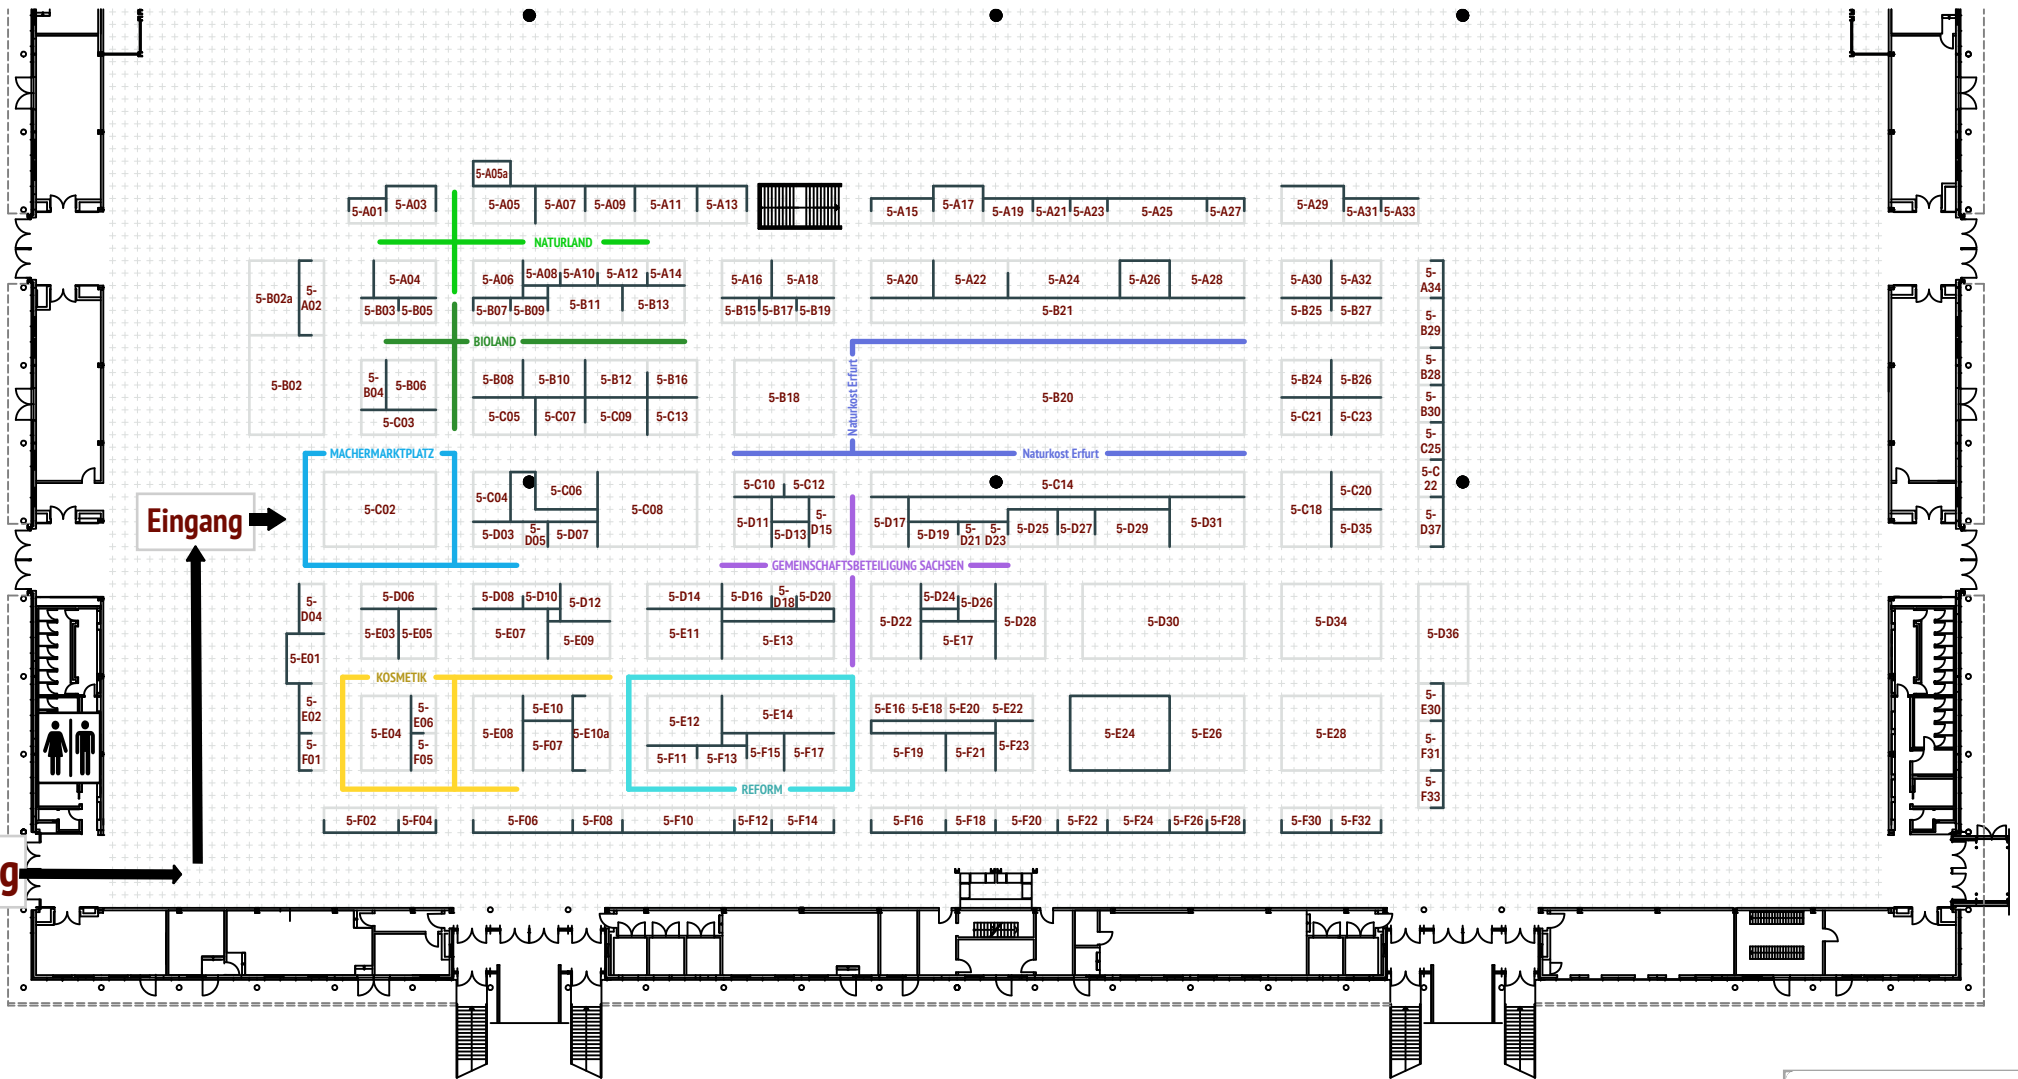 5-A05a
5-A01
5-A03
5-A05
5-A07
5-A09
5-A11
5-A13
5-A15
5-A17
5-A19
5-A21
5-A23
5-A25
5-A27
5-A29
5-A31
5-A33
NATURLAND
5-B02a
5-
A02
5-A04
5-A06
5-A08
5-A10
5-A12
5-A14
5-A16
5-A18
5-A20
5-A22
5-A24
5-A26
5-A28
5-A30
5-A32
5-
A34
5-B03
5-B05
5-B07
5-B09
5-B11
5-B13
5-B15
5-B17
5-B19
5-B21
5-B25
5-B27
5-
B29
BIOLAND
5-B02
5-
B04
5-B06
5-B08
5-B10
5-B12
5-B16
5-B18
Naturkost Erfurt
5-B20
5-B24
5-B26
5-
B28
5-
B30
5-C03
5-C05
5-C07
5-C09
5-C13
5-C21
5-C23
5-
C25
MACHERMARKTPLATZ
Naturkost Erfurt
Eingang
5-C02
5-C04
5-C06
5-C08
5-C10
5-C12
5-C14
5-C18
5-C20
5-C
22
5-D03
5-
D05
5-D07
5-D11
5-D13
5-
D15
5-D17
5-D19
5-
D21
5-
D23
5-D25
5-D27
5-D29
5-D31
5-D35
5-
D37
GEMEINSCHAFTSBETEILIGUNG SACHSEN
5-
D04
5-D06
5-D08
5-D10
5-D12
5-D14
5-D16
5-
D18
5-D20
5-D22
5-D24
5-D26
5-D28
5-D30
5-D34
5-D36
5-E01
5-E03
5-E05
5-E07
5-E09
5-E11
5-E13
5-E17
KOSMETIK
5-
E02
5-E04
5-
E06
5-E08
5-E10
5-E10a
5-E12
5-E14
5-E16
5-E18
5-E20
5-E22
5-E24
5-E26
5-E28
5-
E30
5-
F01
5-
F05
5-F07
5-F11
5-F13
5-F15
5-F17
5-F19
5-F21
5-F23
5-
F31
5-
F33
REFORM
5-F02
5-F04
5-F06
5-F08
5-F10
5-F12
5-F14
5-F16
5-F18
5-F20
5-F22
5-F24
5-F26
5-F28
5-F30
5-F32
g